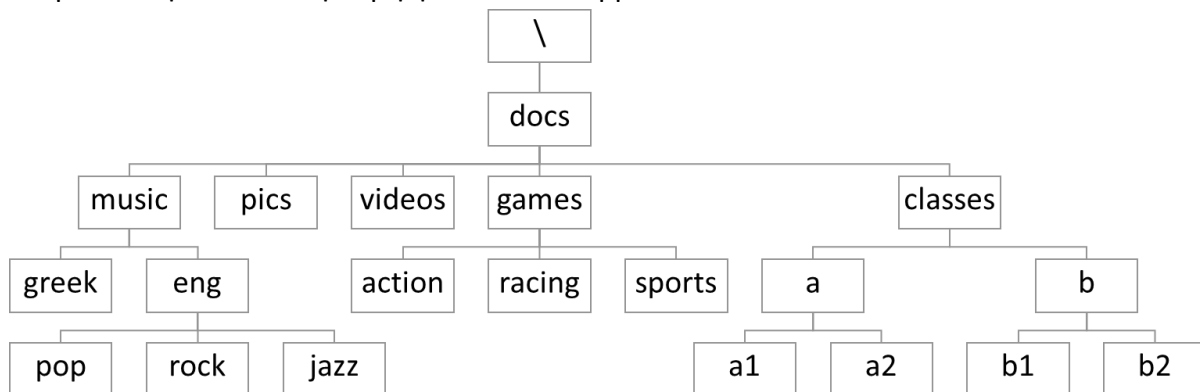 \
docs
music pics videos games classes
greek eng action racing sports a b
pop rock jazz a1 a2 b1 b2